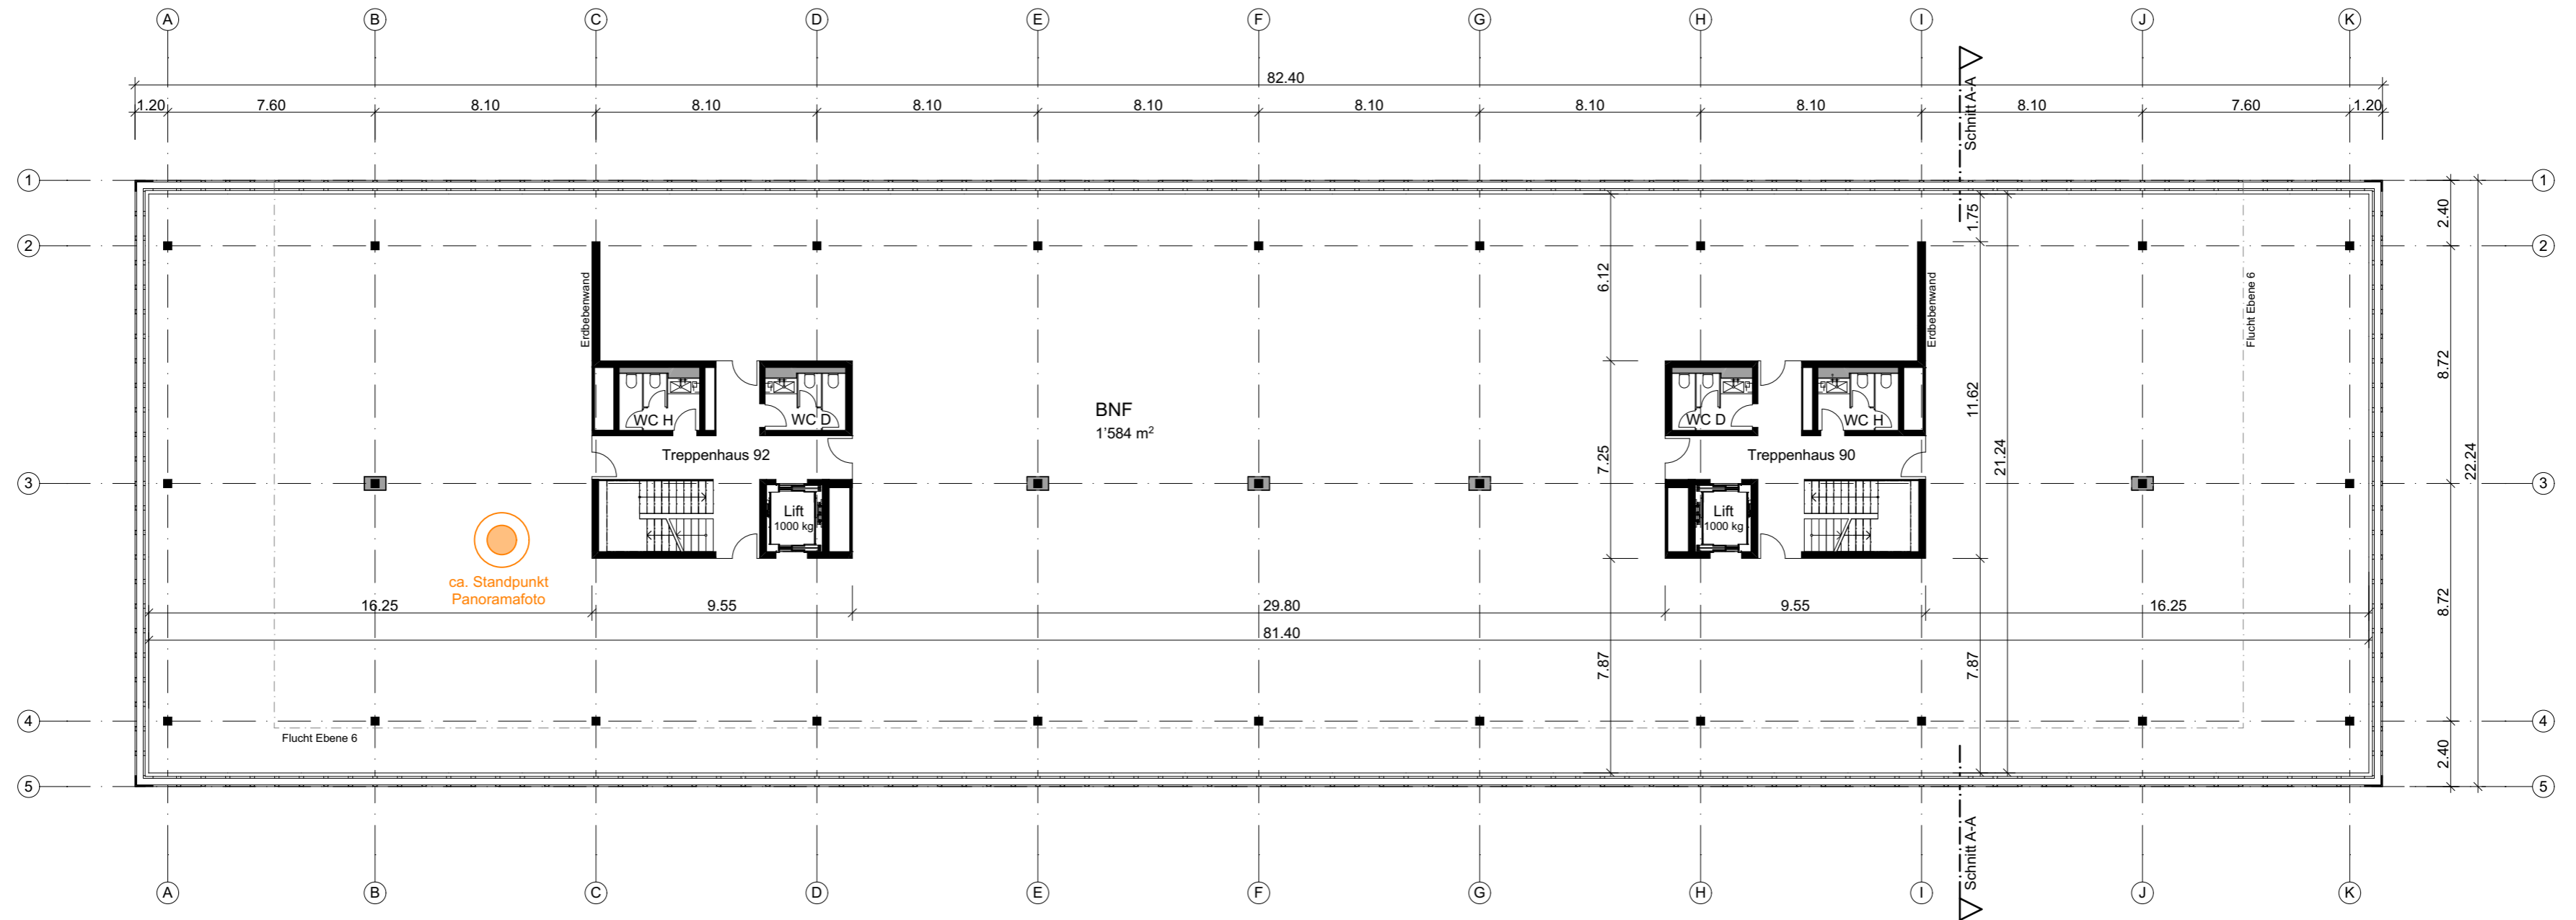 A B C D E F G H I J K
82.40
1.20 7.60 8.10 8.10 8.10 8.10 8.10 8.10 8.10 8.10 7.60 1.20
Schnitt A-A
1 1
2 2
3 3
4 4
5 5
Erdbebenwand
Erdbebenwand
Flucht Ebene 6
WC H
WC D
Treppenhaus 92
Lift
1000 kg
BNF
1'584 m²
WC D
WC H
Treppenhaus 90
Lift
1000 kg
ca. Standpunkt
Panoramafoto
6.12
7.25
7.87
1.75
11.62
7.87
21.24
2.40
8.72
8.72
2.40
22.24
16.25 9.55 29.80 9.55 16.25
81.40
Flucht Ebene 6
Schnitt A-A
A B C D E F G H I J K